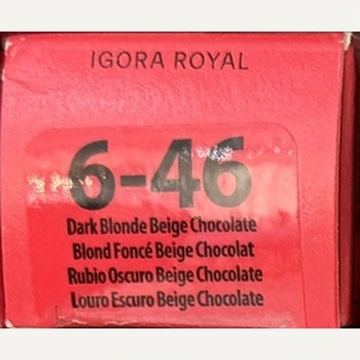 IGORA ROYAL
6-46
Dark Blonde Beige Chocolate
Blond Foncé Beige Chocolat
Rubio Oscuro Beige Chocolate
Louro Escuro Beige Chocolate